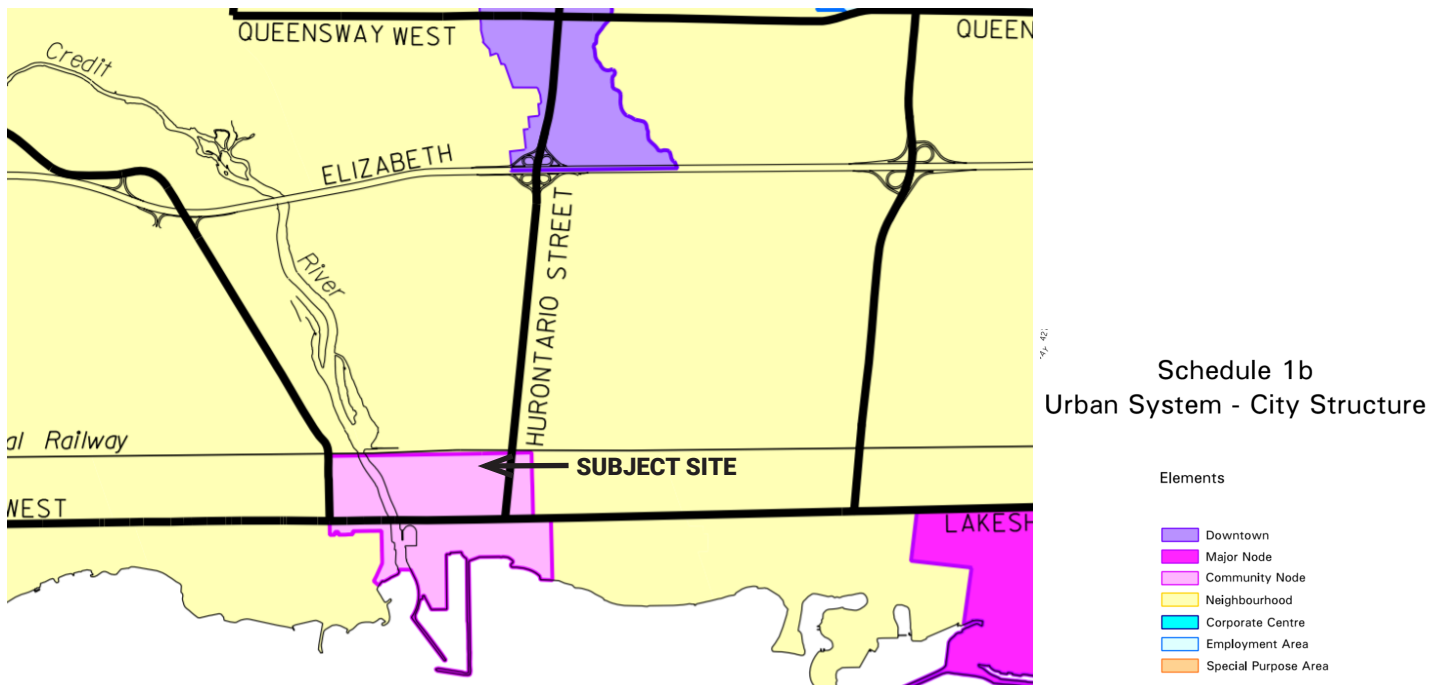 QUEENSWAY WEST
QUEEN
Credit
ELIZABETH
River
HURONTARIO STREET
al Railway
SUBJECT SITE
WEST
LAKESH
Schedule 1b
Urban System - City Structure
Elements
Downtown
Major Node
Community Node
Neighbourhood
Corporate Centre
Employment Area
Special Purpose Area